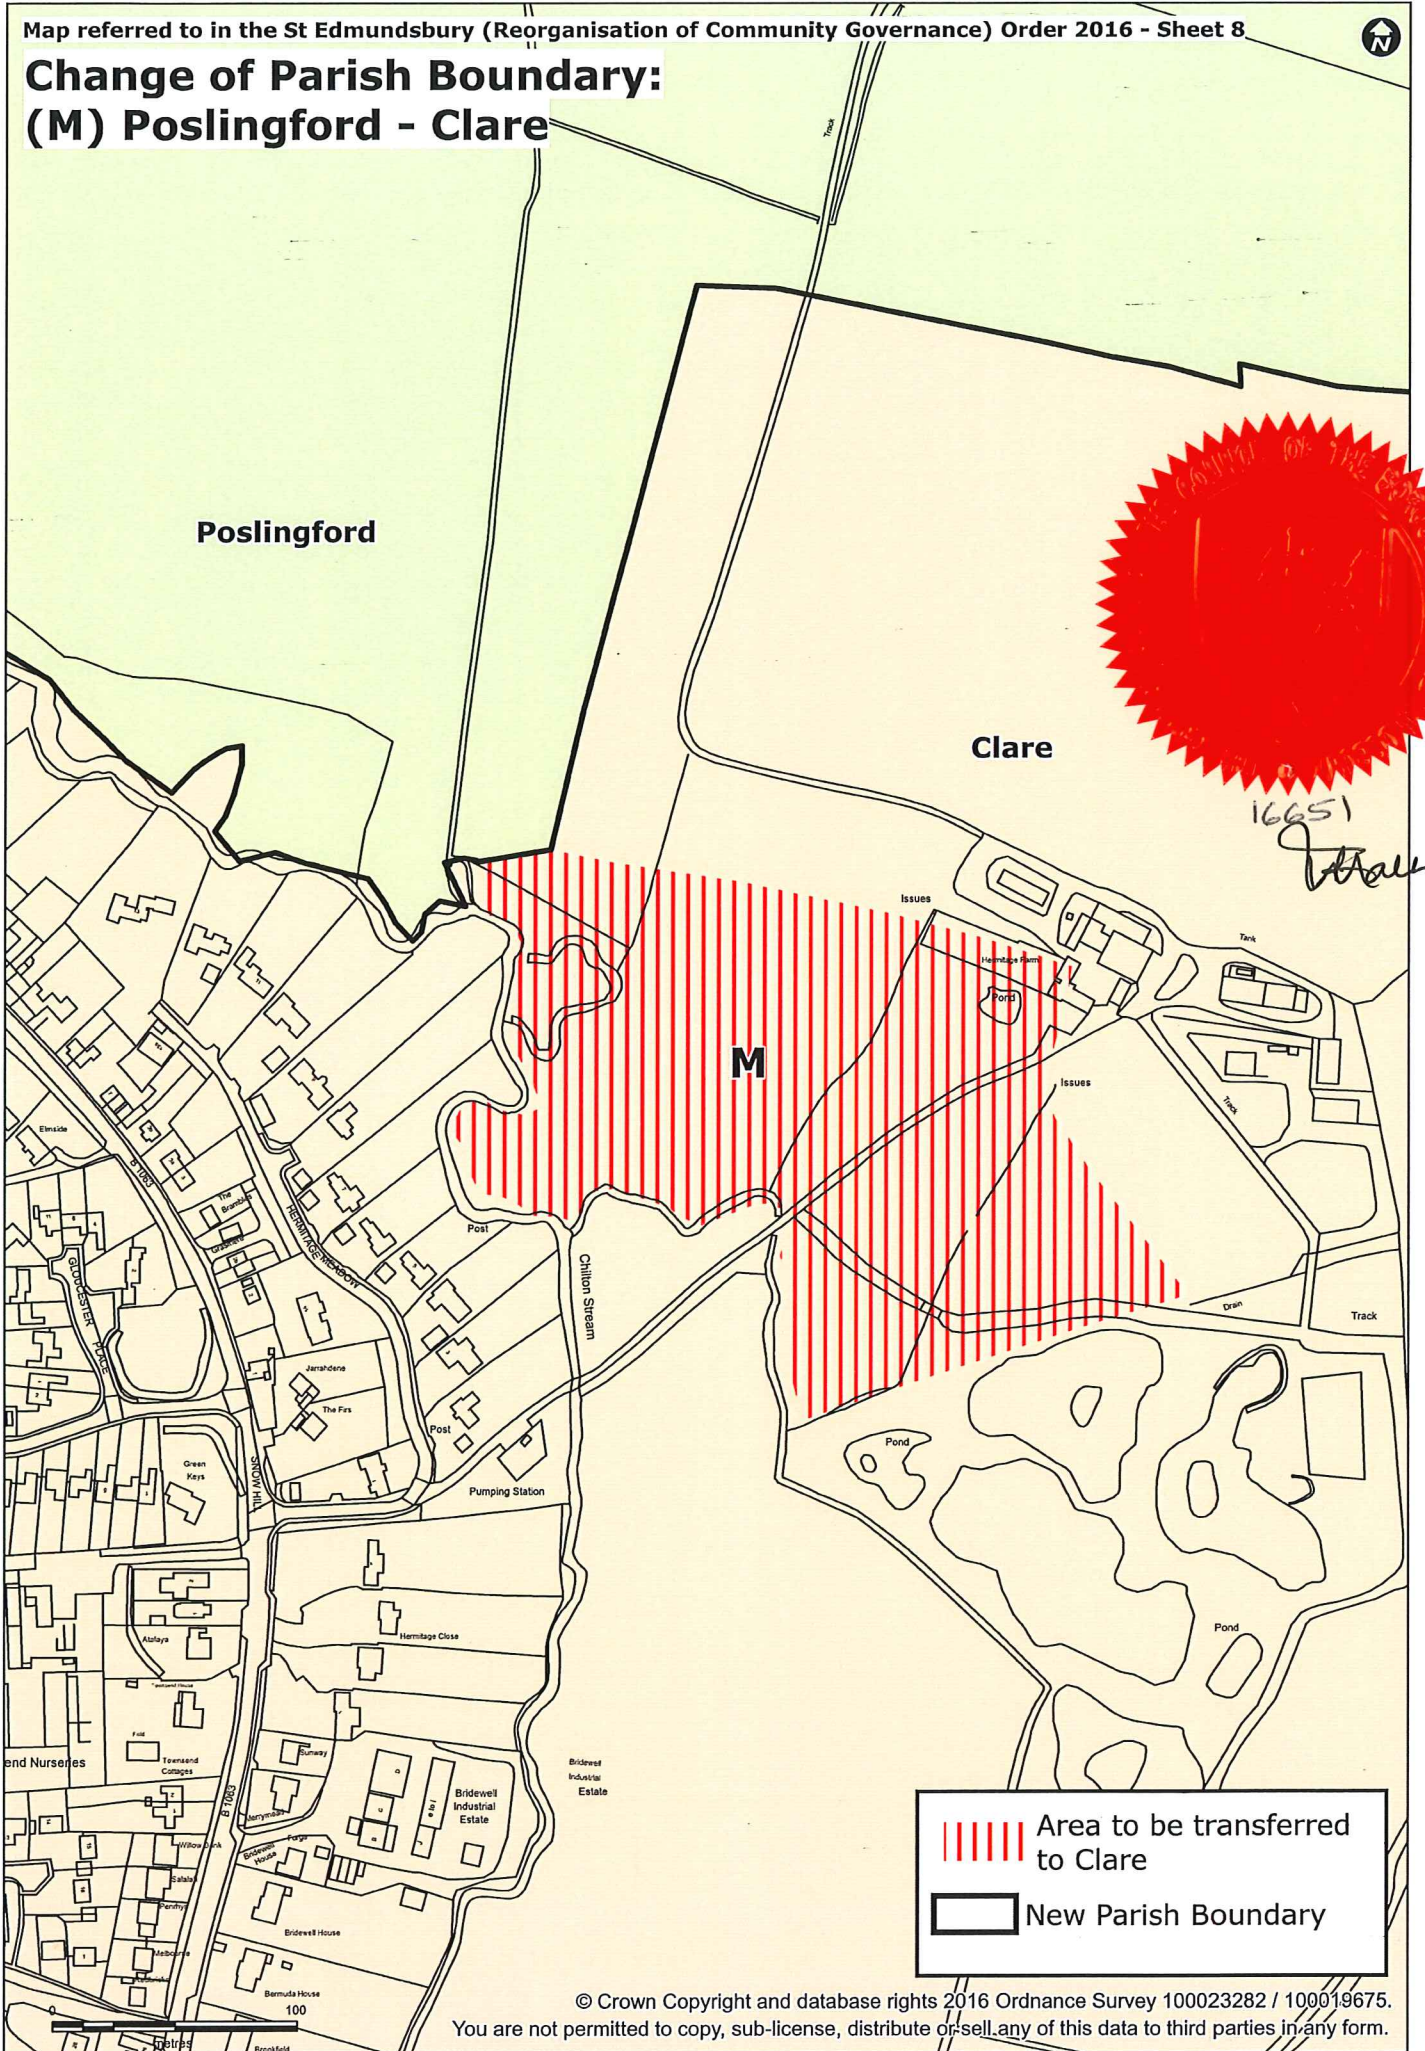 Map referred to in the St Edmundsbury (Reorganisation of Community Governance) Order 2016 - Sheet 8
N
Change of Parish Boundary:
(M) Poslingford - Clare
Track
Poslingford
Clare
16651
Issues
Tank
Hermitage Farm
Pond
M
Issues
Track
Elmside
B 1063
The
Brambles
HERMITAGE MEADOW
Post
Chilton Stream
GLOUCESTER PLACE
Drain
Track
Jarrahdene
The Firs
Post
Pond
Green
Keys
SNOW HILL
Pumping Station
Atalaya
Hermitage Close
Pond
end Nurseries
Townsend
Cottages
Sunway
B 1063
Merrymead
Bridewell
Industrial
Estate
Bridewell
Industrial
Estate
Bridewell
House
Forge
Willow Bank
Bridewell House
Bermuda House
Brookfield
Area to be transferred
to Clare
New Parish Boundary
0 100
metres
© Crown Copyright and database rights 2016 Ordnance Survey 100023282 / 100019675.
You are not permitted to copy, sub-license, distribute or sell any of this data to third parties in any form.